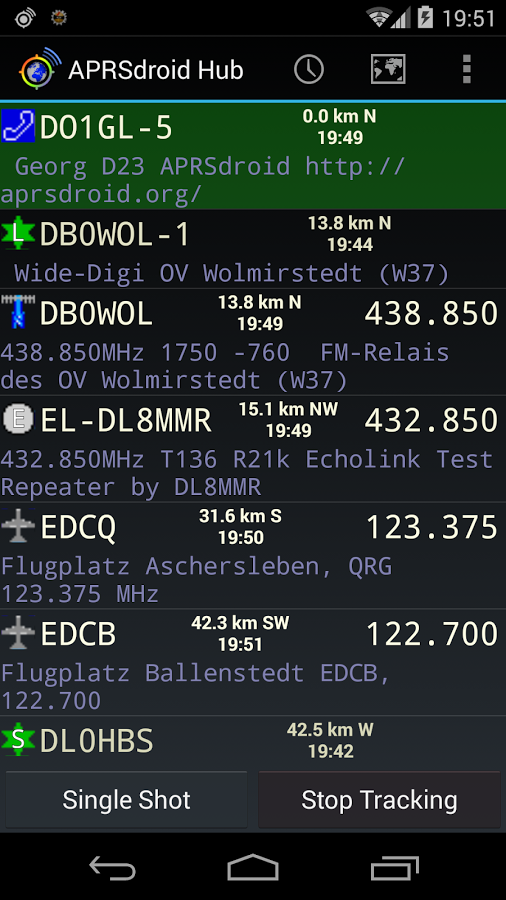 19:51
APRSdroid Hub
DO1GL-5 0.0 km N
19:49
Georg D23 APRSdroid http://
aprsdroid.org/
L DB0WOL-1 13.8 km N
19:44
Wide-Digi OV Wolmirstedt (W37)
DB0WOL 13.8 km N 438.850
19:49
438.850MHz 1750 -760  FM-Relais
des OV Wolmirstedt (W37)
E EL-DL8MMR 15.1 km NW 432.850
19:49
432.850MHz T136 R21k Echolink Test
Repeater by DL8MMR
EDCQ 31.6 km S 123.375
19:50
Flugplatz Aschersleben, QRG
123.375 MHz
EDCB 42.3 km SW 122.700
19:51
Flugplatz Ballenstedt EDCB,
122.700
S DL0HBS 42.5 km W
19:42
Single Shot Stop Tracking